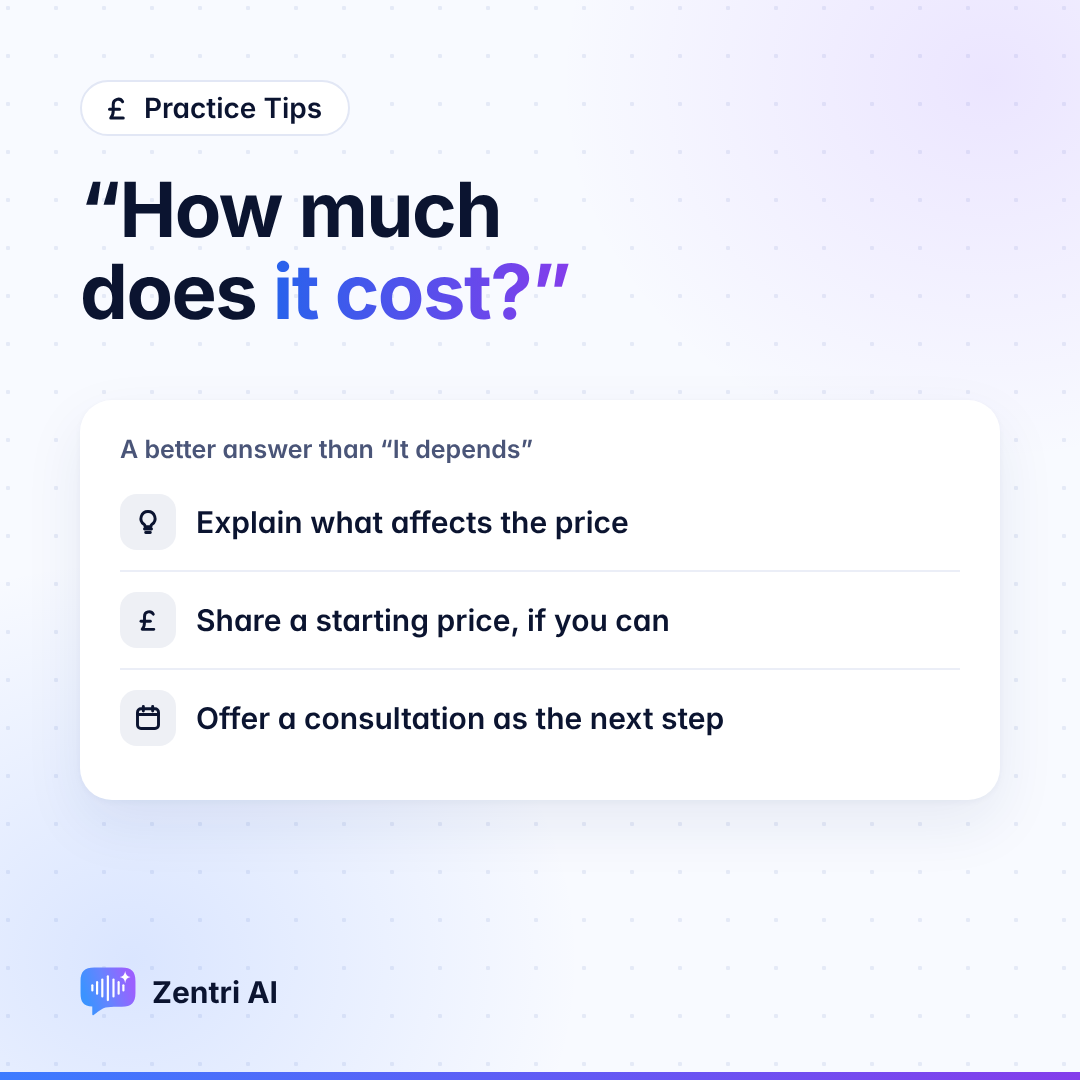 £ Practice Tips
“How much
does it cost?”
A better answer than “It depends”
Explain what affects the price
£ Share a starting price, if you can
Offer a consultation as the next step
Zentri AI